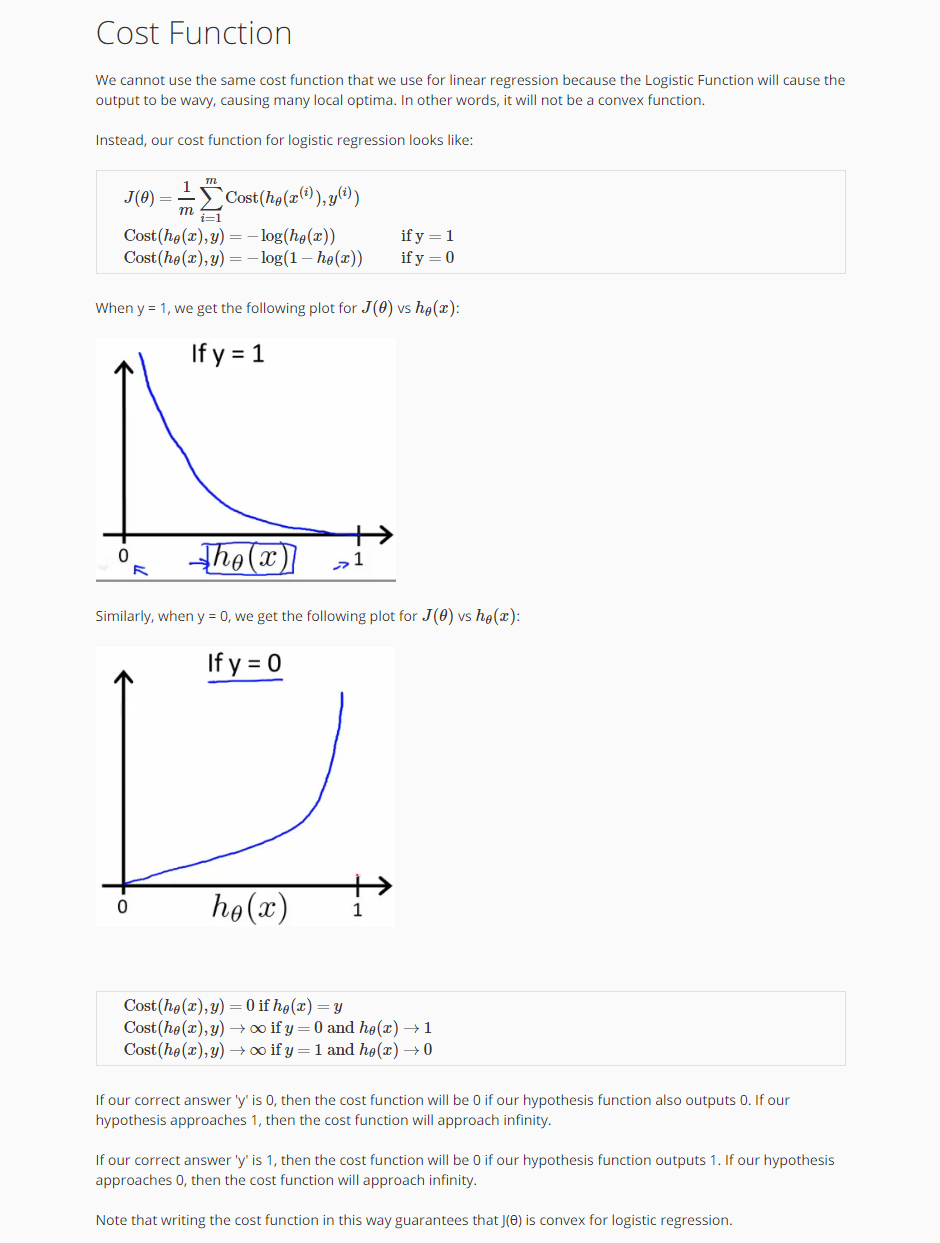 Cost Function
We cannot use the same cost function that we use for linear regression because the Logistic Function will cause the
output to be wavy, causing many local optima. In other words, it will not be a convex function.
Instead, our cost function for logistic regression looks like:
J(θ) = 1/m ∑_{i=1}^{m} Cost(h_θ(x^{(i)}), y^{(i)})
Cost(h_θ(x), y) = − log(h_θ(x)) if y = 1
Cost(h_θ(x), y) = − log(1 − h_θ(x)) if y = 0
When y = 1, we get the following plot for J(θ) vs h_θ(x):
If y = 1
0 h_θ(x) 1
Similarly, when y = 0, we get the following plot for J(θ) vs h_θ(x):
If y = 0
0 h_θ(x) 1
Cost(h_θ(x), y) = 0 if h_θ(x) = y
Cost(h_θ(x), y) → ∞ if y = 0 and h_θ(x) → 1
Cost(h_θ(x), y) → ∞ if y = 1 and h_θ(x) → 0
If our correct answer 'y' is 0, then the cost function will be 0 if our hypothesis function also outputs 0. If our
hypothesis approaches 1, then the cost function will approach infinity.
If our correct answer 'y' is 1, then the cost function will be 0 if our hypothesis function outputs 1. If our hypothesis
approaches 0, then the cost function will approach infinity.
Note that writing the cost function in this way guarantees that J(θ) is convex for logistic regression.